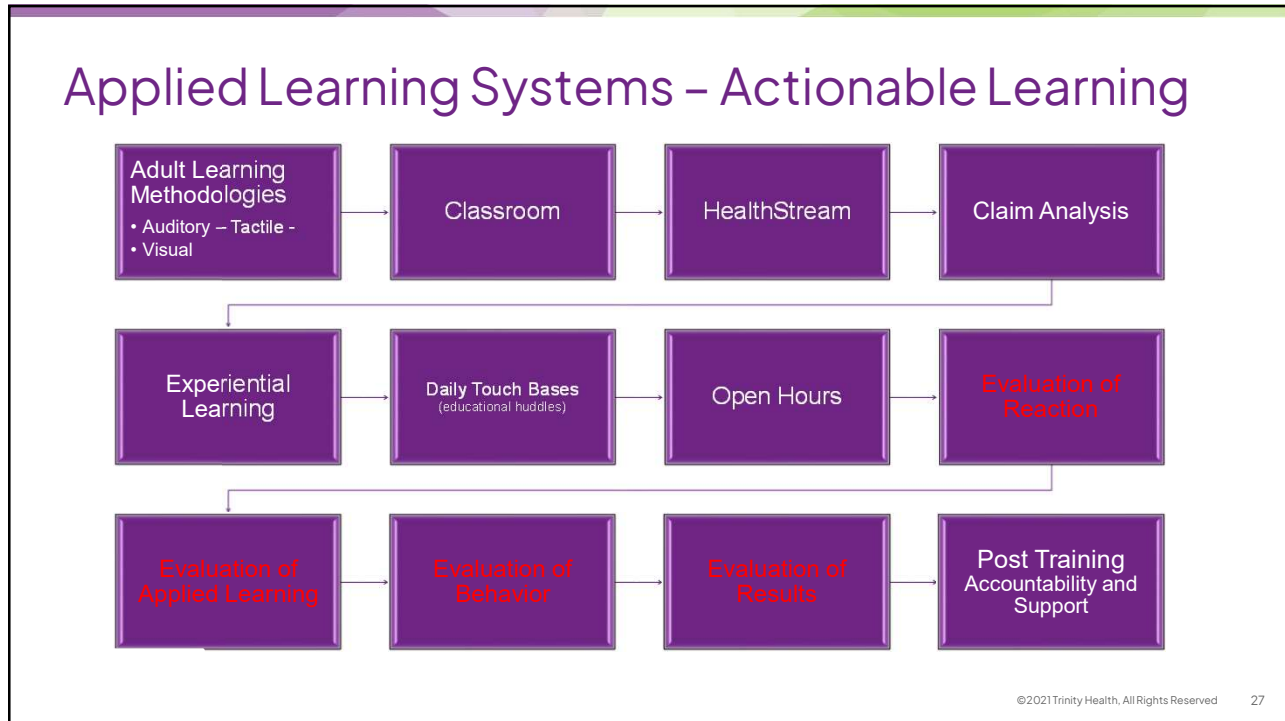 Applied Learning Systems – Actionable Learning
Adult Learning
Methodologies
• Auditory – Tactile -
• Visual
Classroom
HealthStream
Claim Analysis
Experiential
Learning
Daily Touch Bases
(educational huddles)
Open Hours
Evaluation of
Reaction
Evaluation of
Applied Learning
Evaluation of
Behavior
Evaluation of
Results
Post Training
Accountability and
Support
©2021 Trinity Health, All Rights Reserved 27